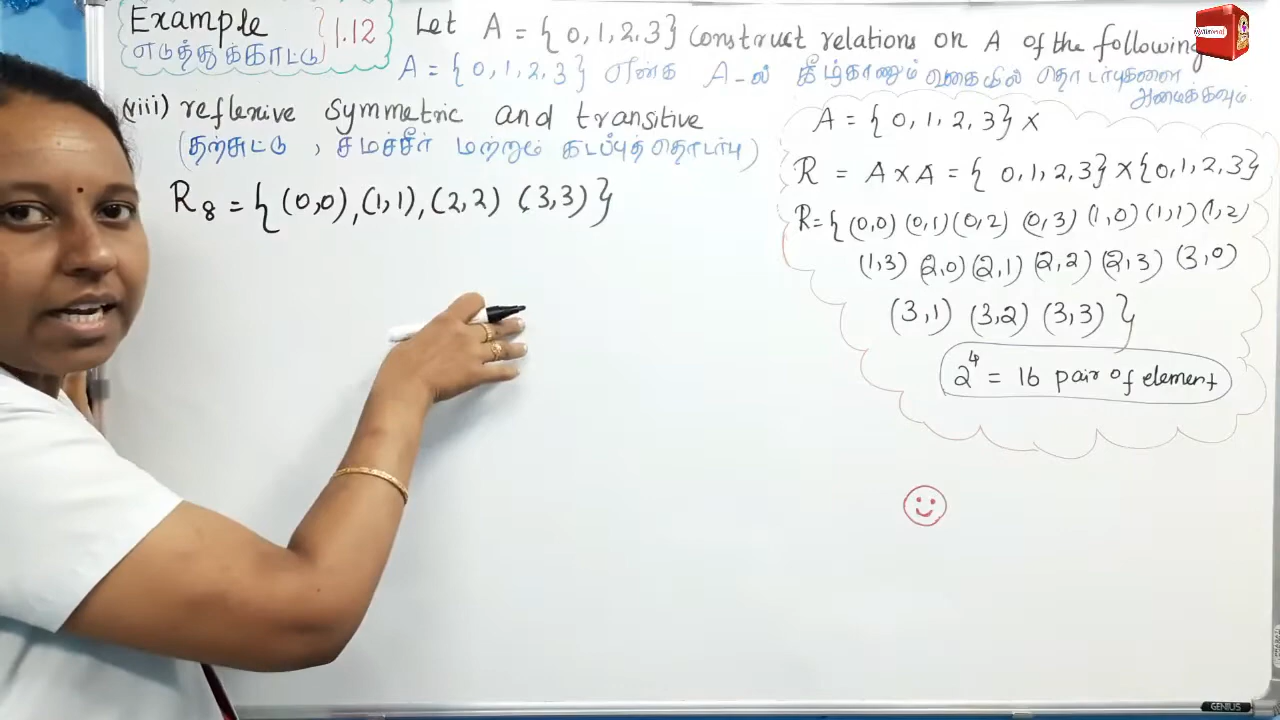 Example 1.12 Let A = { 0, 1, 2, 3 } construct relations on A of the following
எடுத்துக்காட்டு A = { 0, 1, 2, 3 } என்க A-ல் கீழ்காணும் வகையில் தொடர்புகளை
அமைக்கவும்.
(viii) reflexive symmetric and transitive
(தற்சுட்டு , சமச்சீர் மற்றும் கடப்புத்தொடர்பு)
R8 = { (0,0), (1,1), (2,2) (3,3) }
A = { 0, 1, 2, 3 } ×
R = A × A = { 0, 1, 2, 3 } × { 0, 1, 2, 3 }
R = { (0,0) (0,1) (0,2) (0,3) (1,0) (1,1) (1,2)
(1,3) (2,0) (2,1) (2,2) (2,3) (3,0)
(3,1) (3,2) (3,3) }
2⁴ = 16 pair of element
GENIUS